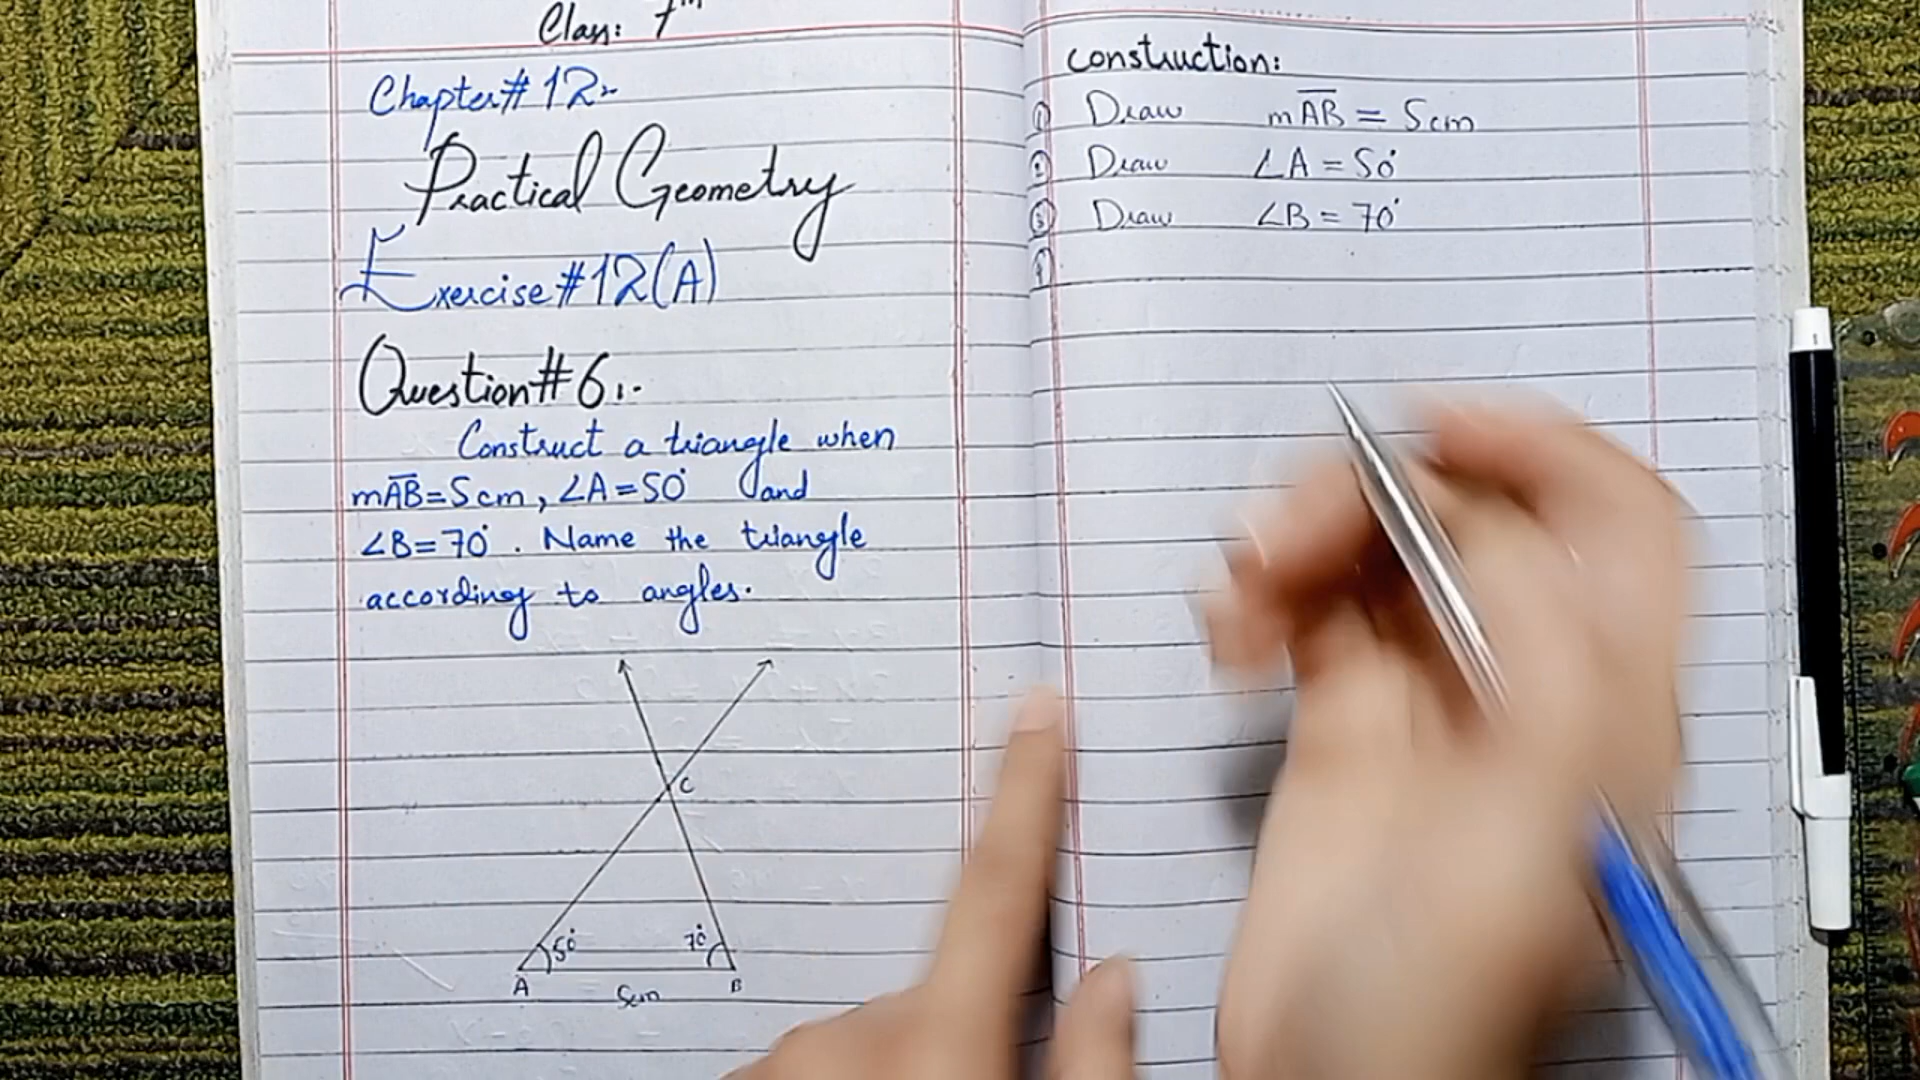 Class: 7th
Chapter# 12:-
Practical Geometry
Exercise#12(A)
Question#6:-
Construct a triangle when
mAB=5cm, ∠A=50° and
∠B=70°. Name the triangle
according to angles.
C
50° 70°
A 5cm B
Construction:
① Draw mAB = 5cm
② Draw ∠A = 50°
③ Draw ∠B = 70°
④